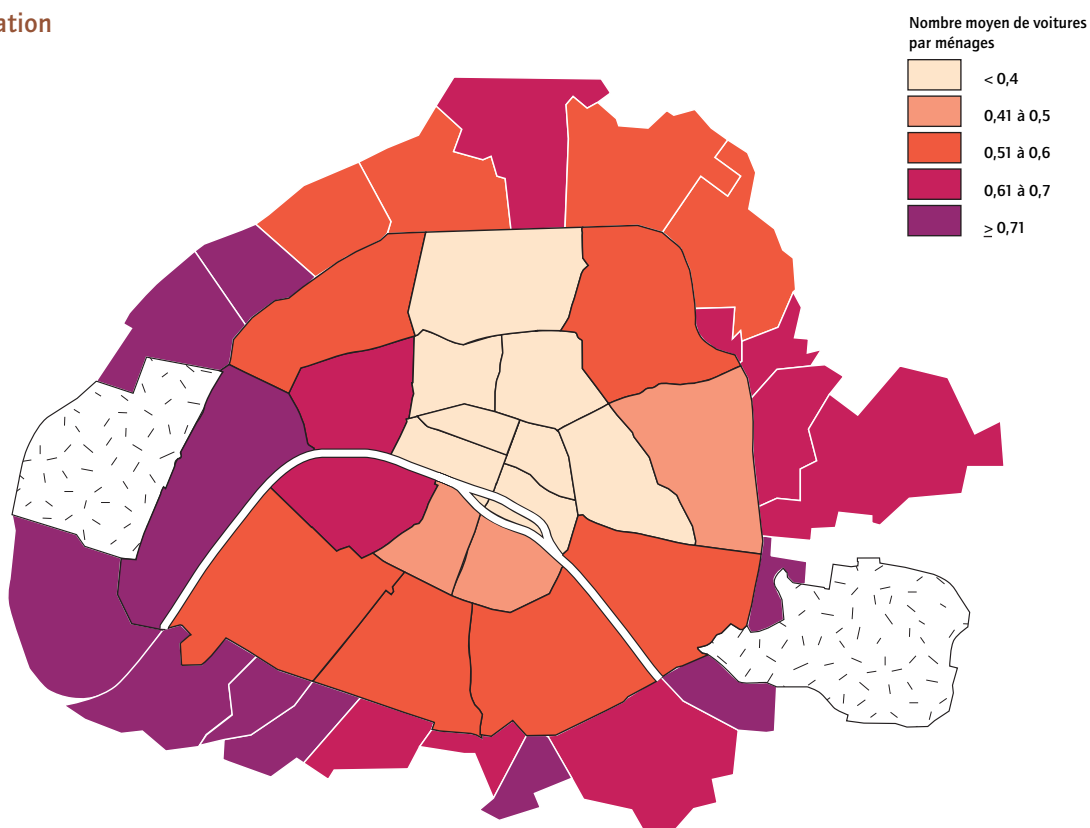 ation
Nombre moyen de voitures
par ménages
< 0,4
0,41 à 0,5
0,51 à 0,6
0,61 à 0,7
≥ 0,71